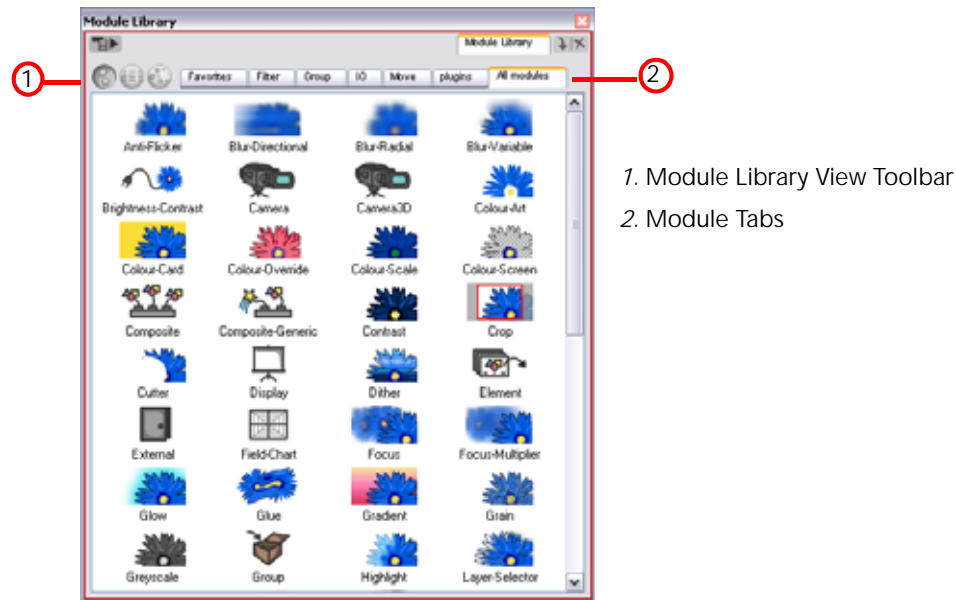 Module Library
Module Library
1
Favorites Filter Group IO Move plugins All modules
2
Anti-Flicker Blur-Directional Blur-Radial Blur-Variable
Brightness-Contrast Camera Camera3D Colour-Art
Colour-Card Colour-Override Colour-Scale Colour-Screen
Composite Composite-Generic Contrast Crop
Cutter Display Dither Element
External Field-Chart Focus Focus-Multiplier
Glow Glue Gradient Grain
Greyscale Group Highlight Layer-Selector
1. Module Library View Toolbar
2. Module Tabs